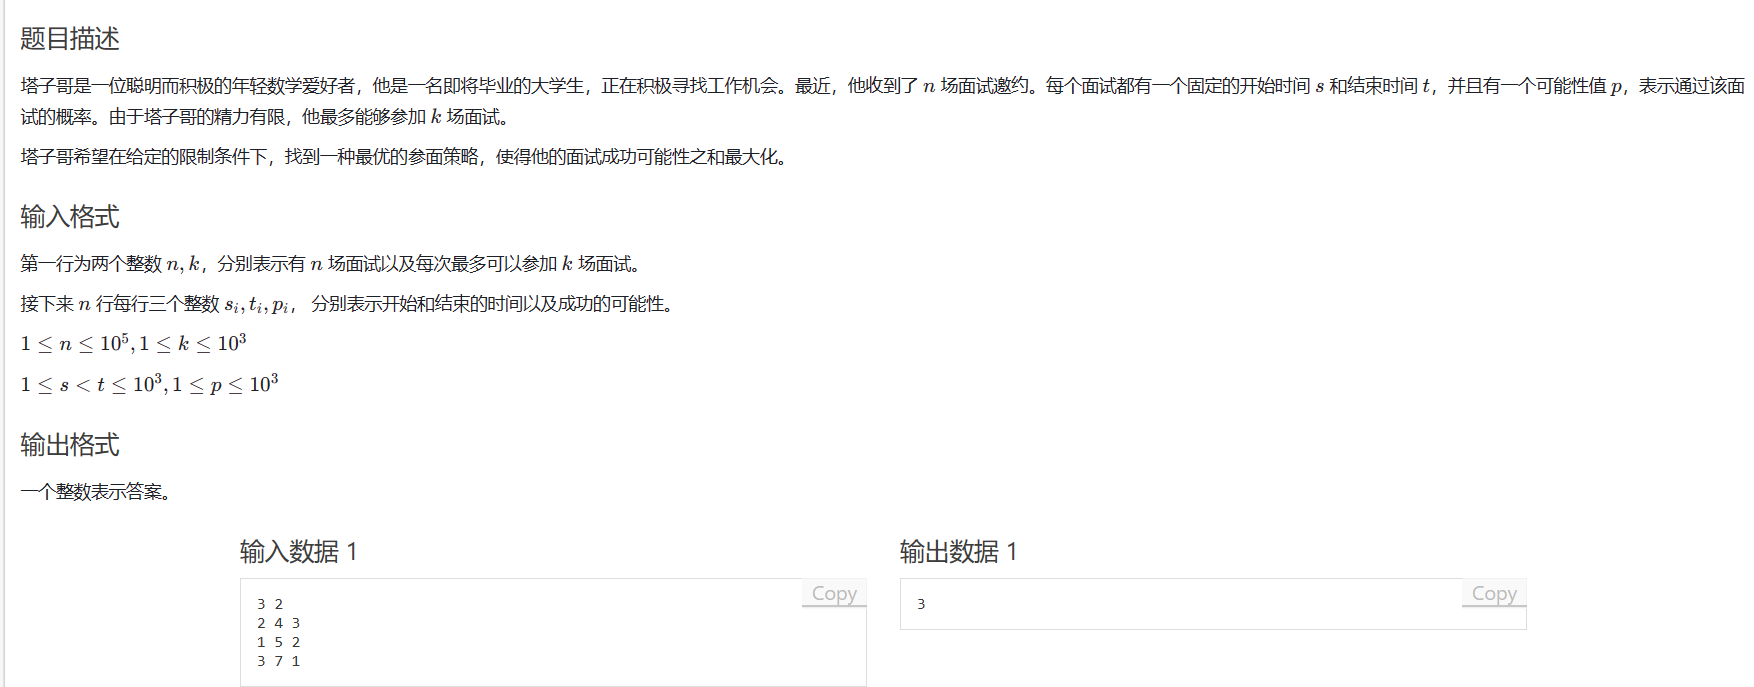 题目描述
塔子哥是一位聪明而积极的年轻数学爱好者，他是一名即将毕业的大学生，正在积极寻找工作机会。最近，他收到了 n 场面试邀约。每个面试都有一个固定的开始时间 s 和结束时间 t，并且有一个可能性值 p，表示通过该面
试的概率。由于塔子哥的精力有限，他最多能够参加 k 场面试。
塔子哥希望在给定的限制条件下，找到一种最优的参面策略，使得他的面试成功可能性之和最大化。
输入格式
第一行为两个整数 n, k，分别表示有 n 场面试以及每次最多可以参加 k 场面试。
接下来 n 行每行三个整数 s_i, t_i, p_i， 分别表示开始和结束的时间以及成功的可能性。
1 ≤ n ≤ 10^5, 1 ≤ k ≤ 10^3
1 ≤ s < t ≤ 10^3, 1 ≤ p ≤ 10^3
输出格式
一个整数表示答案。
输入数据 1
Copy
3 2
2 4 3
1 5 2
3 7 1
输出数据 1
Copy
3